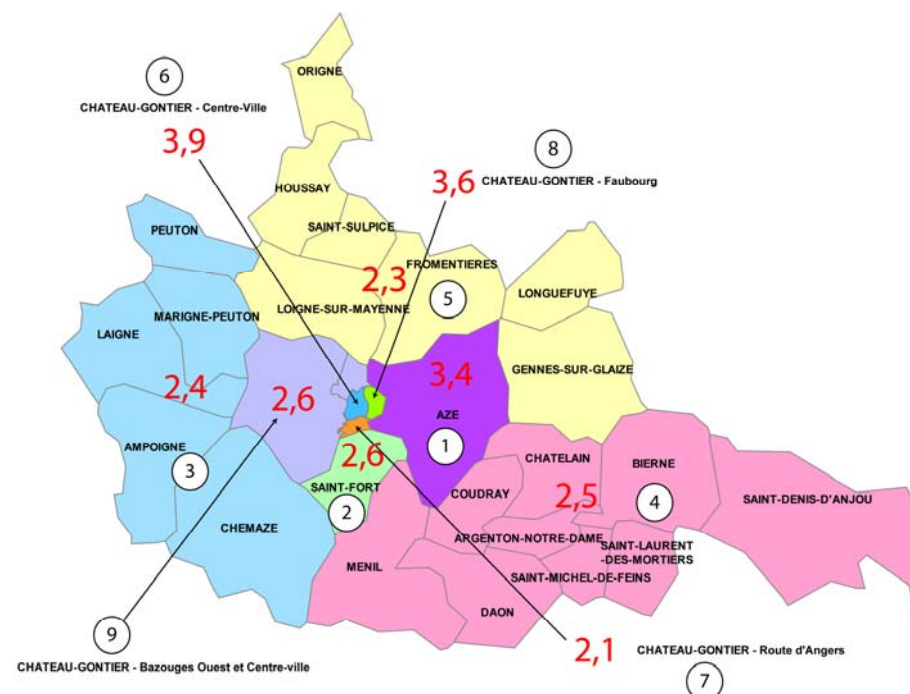 ORIGNE
6
CHATEAU-GONTIER - Centre-Ville
3,9
8
3,6
CHATEAU-GONTIER - Faubourg
HOUSSAY
SAINT-SULPICE
PEUTON
FROMENTIERES
2,3
5
LONGUEFUYE
LOIGNE-SUR-MAYENNE
MARIGNE-PEUTON
LAIGNE
2,4
2,6
3,4
GENNES-SUR-GLAIZE
AZE
1
AMPOIGNE
3
2,6
SAINT-FORT
2
CHATELAIN
BIERNE
COUDRAY
2,5
4
SAINT-DENIS-D'ANJOU
CHEMAZE
ARGENTON-NOTRE-DAME
SAINT-LAURENT
-DES-MORTIERS
MENIL
SAINT-MICHEL-DE-FEINS
DAON
9
CHATEAU-GONTIER - Bazouges Ouest et Centre-ville
2,1
CHATEAU-GONTIER - Route d'Angers
7